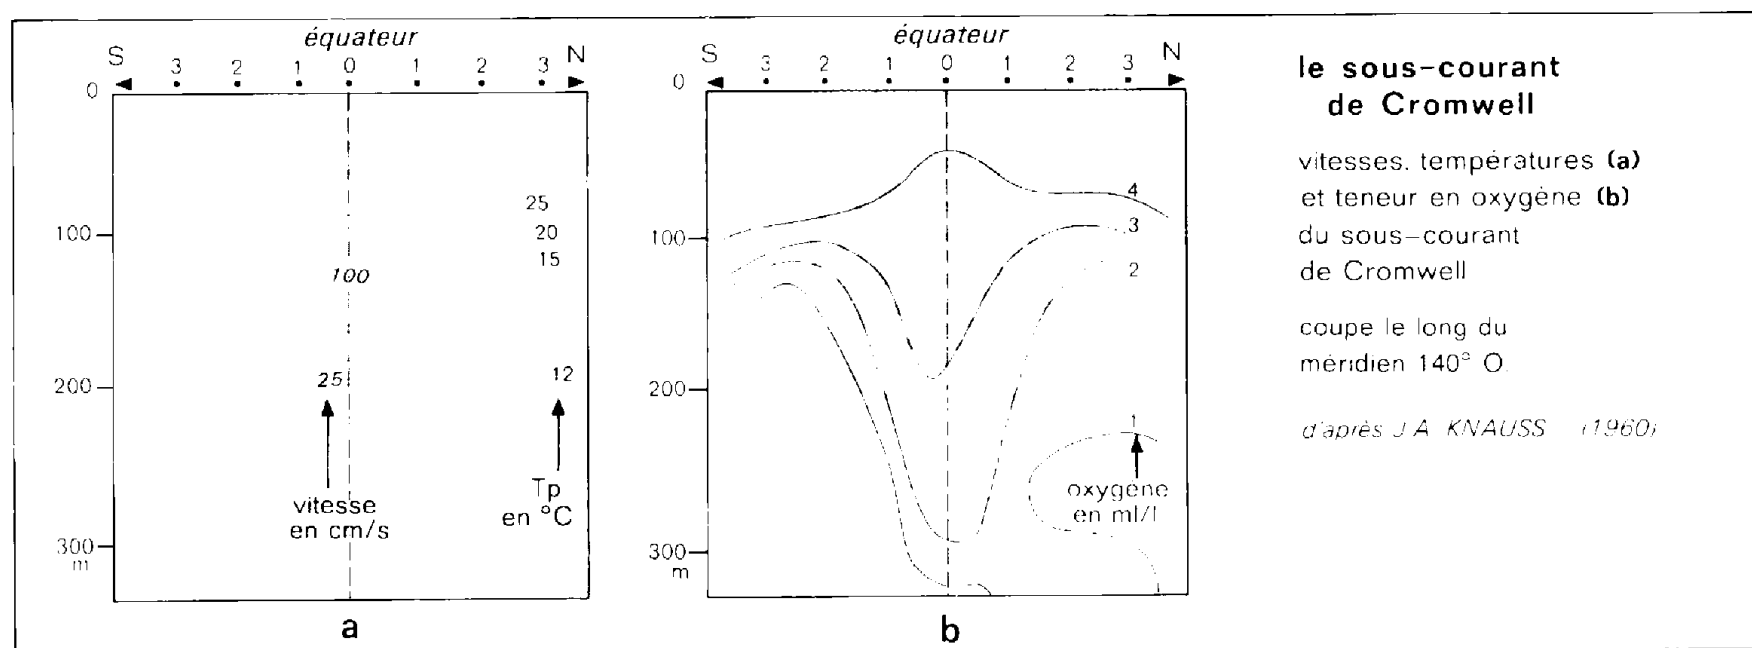 équateur
S 3 2 1 0 1 2 3 N
0
100
200
300
m
25
20
15
100
25
12
vitesse
en cm/s
Tp
en °C
a
équateur
S 3 2 1 0 1 2 3 N
0
100
200
300
m
4
3
2
1
oxygène
en ml/l
b
le sous-courant
de Cromwell
vitesses. températures (a)
et teneur en oxygène (b)
du sous-courant
de Cromwell
coupe le long du
méridien 140° O.
d'après J.A KNAUSS (1960)